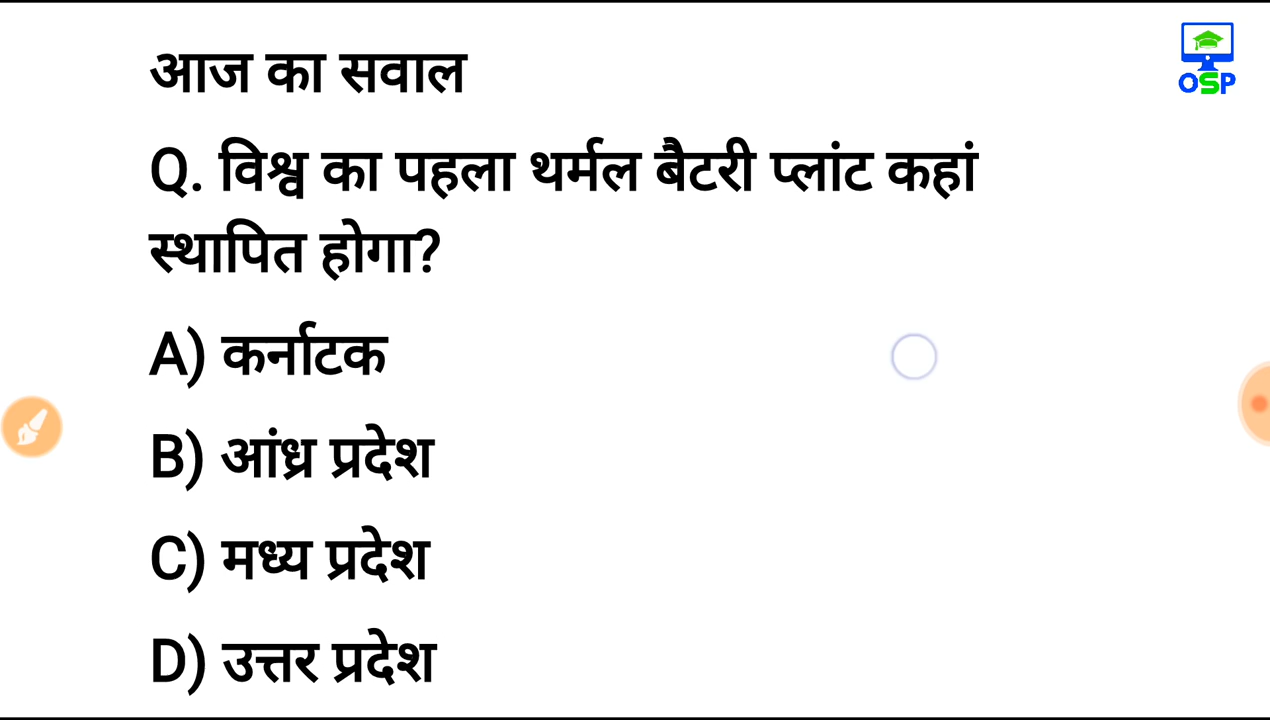 आज का सवाल
OSP
Q. विश्व का पहला थर्मल बैटरी प्लांट कहां
स्थापित होगा?
A) कर्नाटक
B) आंध्र प्रदेश
C) मध्य प्रदेश
D) उत्तर प्रदेश